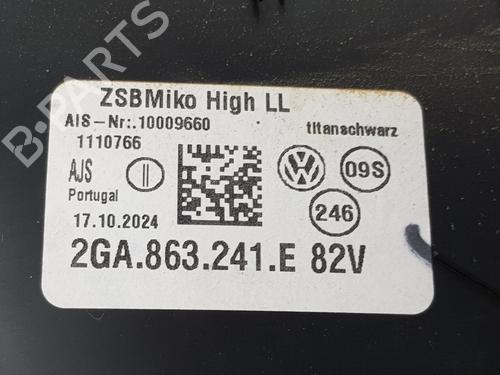 ZSBMiko High LL
AIS-Nr:.10009660
titanschwarz
1110766
AJS
Portugal
09S
246
17.10.2024
2GA.863.241.E 82V
B-PARTS